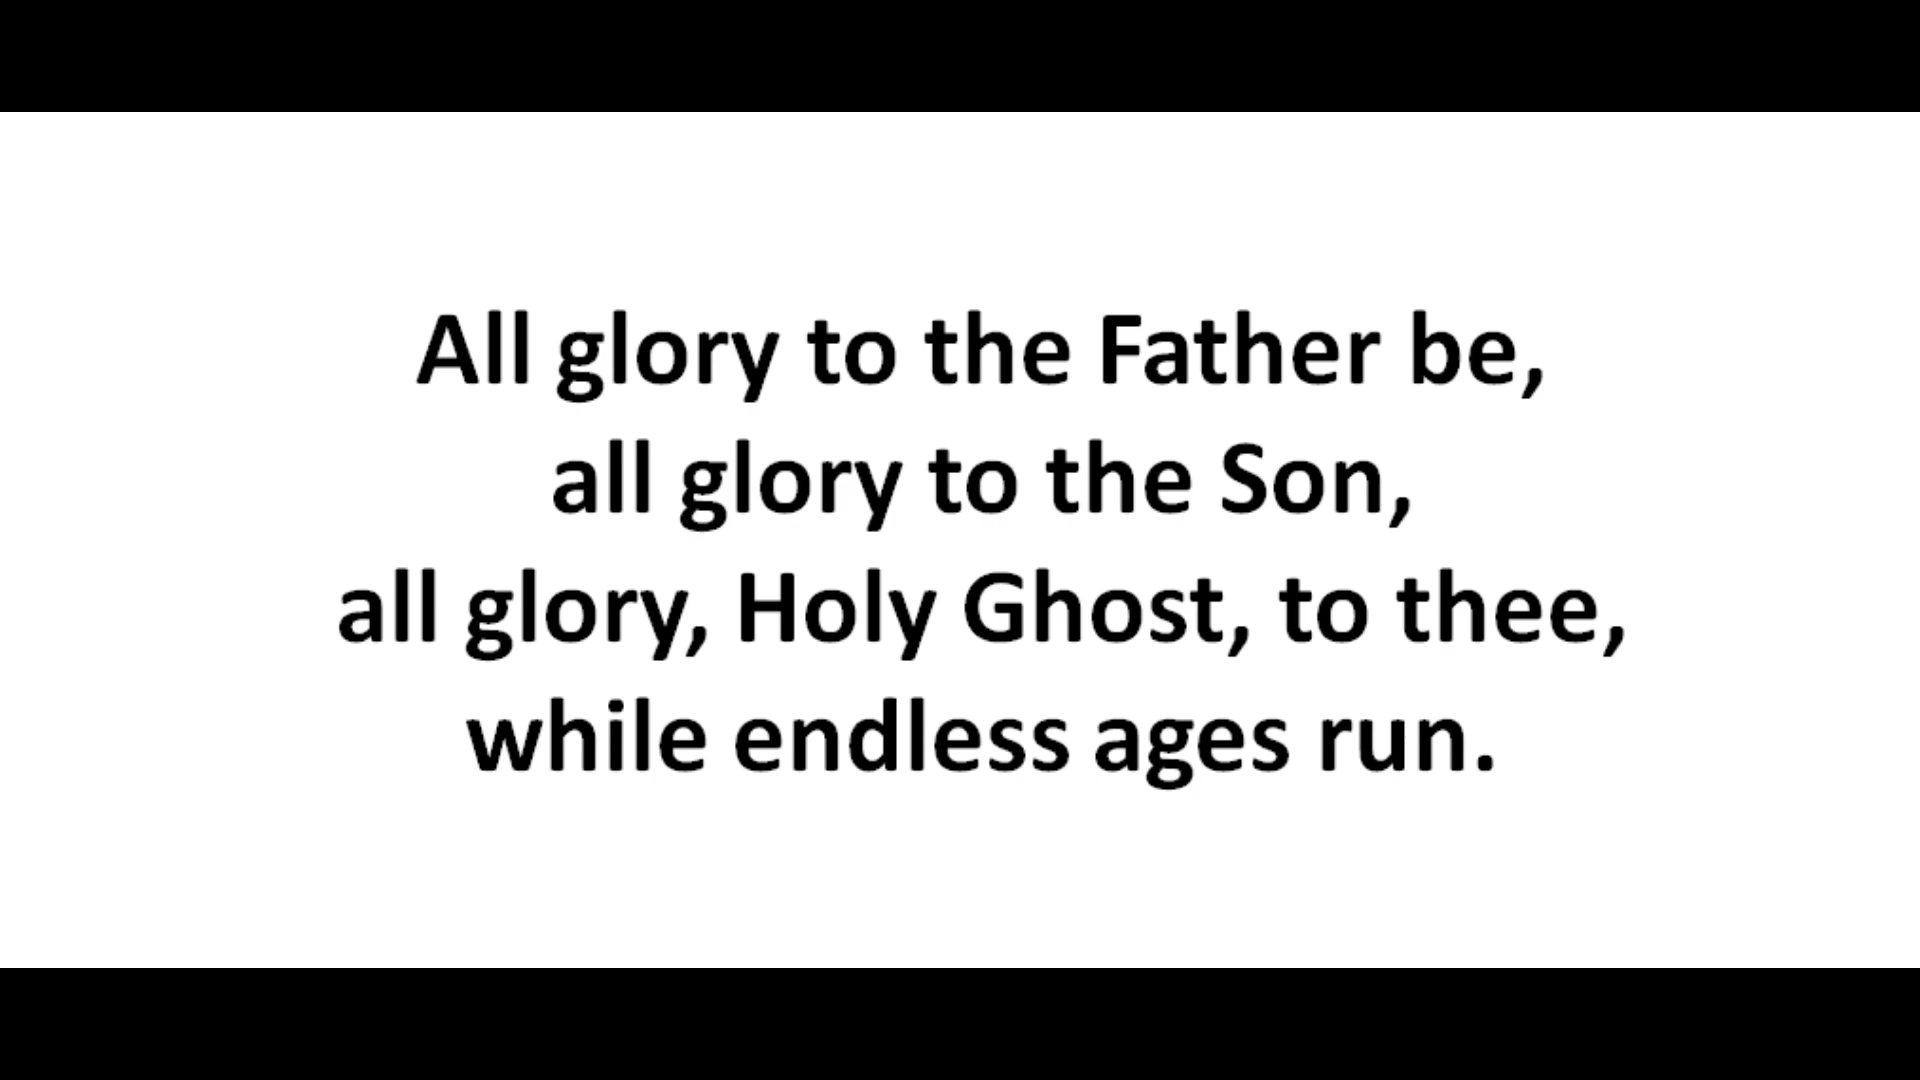 All glory to the Father be,
all glory to the Son,
all glory, Holy Ghost, to thee,
while endless ages run.